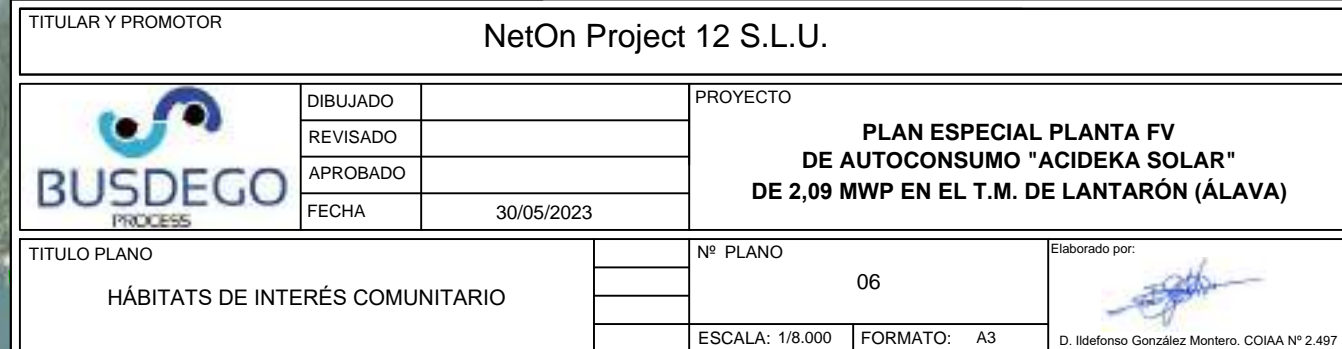 TITULAR Y PROMOTOR
NetOn Project 12 S.L.U.
BUSDEGO
PROCESS
DIBUJADO
REVISADO
APROBADO
FECHA 30/05/2023
PROYECTO
PLAN ESPECIAL PLANTA FV
DE AUTOCONSUMO "ACIDEKA SOLAR"
DE 2,09 MWP EN EL T.M. DE LANTARÓN (ÁLAVA)
TITULO PLANO
HÁBITATS DE INTERÉS COMUNITARIO
Nº PLANO
06
ESCALA: 1/8.000 FORMATO: A3
Elaborado por:
D. Ildefonso González Montero. COIAA Nº 2.497